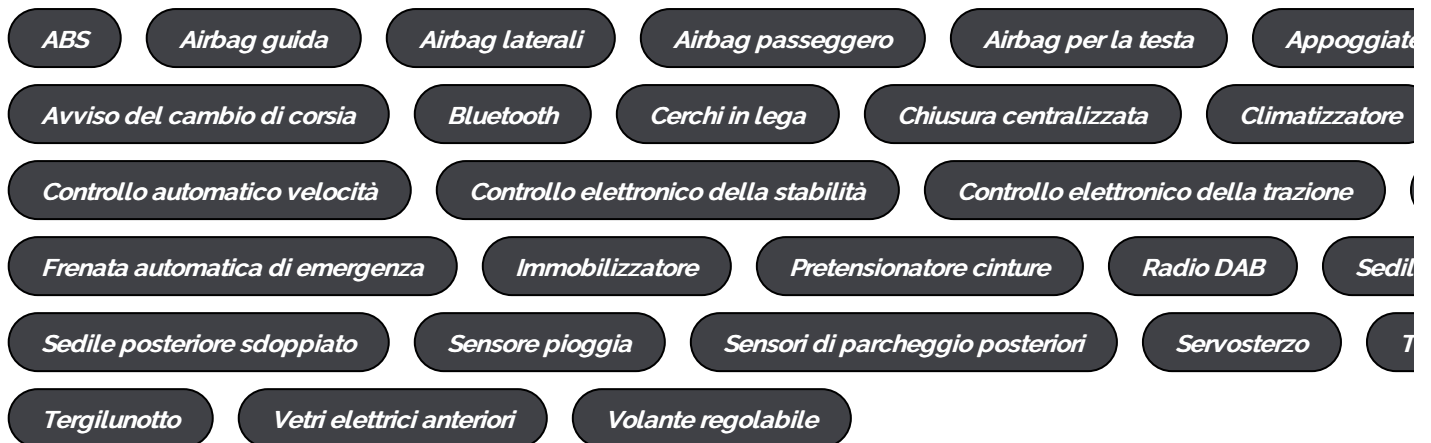 ABS Airbag guida Airbag laterali Airbag passeggero Airbag per la testa
Avviso del cambio di corsia Bluetooth Cerchi in lega Chiusura centralizzata Climatizzatore
Controllo automatico velocità Controllo elettronico della stabilità Controllo elettronico della trazione
Frenata automatica di emergenza Immobilizzatore Pretensionatore cinture Radio DAB
Sedile posteriore sdoppiato Sensore pioggia Sensori di parcheggio posteriori Servosterzo
Tergilunotto Vetri elettrici anteriori Volante regolabile